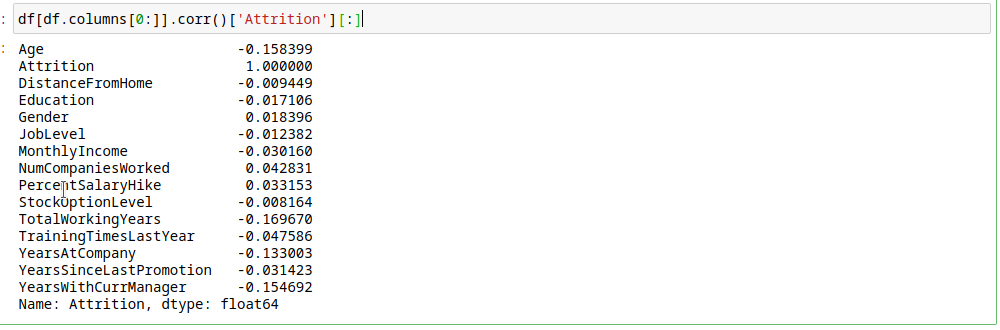 : df[df.columns[0:]].corr()['Attrition'][:]
: Age -0.158399
Attrition 1.000000
DistanceFromHome -0.009449
Education -0.017106
Gender 0.018396
JobLevel -0.012382
MonthlyIncome -0.030160
NumCompaniesWorked 0.042831
PercentSalaryHike 0.033153
StockOptionLevel -0.008164
TotalWorkingYears -0.169670
TrainingTimesLastYear -0.047586
YearsAtCompany -0.133003
YearsSinceLastPromotion -0.031423
YearsWithCurrManager -0.154692
Name: Attrition, dtype: float64